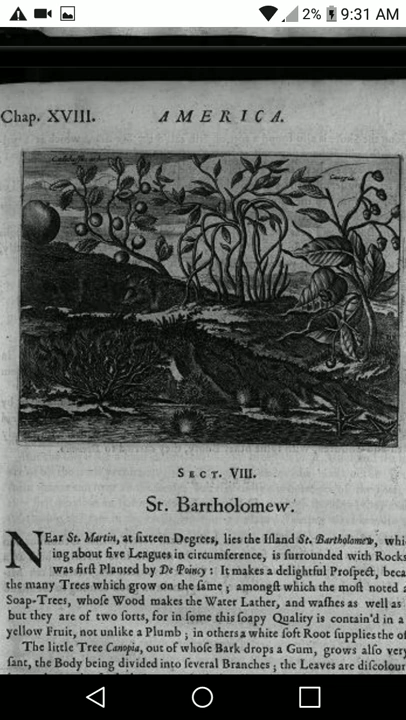 2% 9:31 AM
Chap. XVIII. AMERICA.
SECT. VIII.
St. Bartholomew.
NEar St. Martin, at sixteen Degrees, lies the Island St. Bartholomew, whi
ing about five Leagues in circumference, is surrounded with Rocks
was first Planted by De Poincy: It makes a delightful Prospect, beca
the many Trees which grow on the same; amongst which the most noted a
Soap-Trees, whose Wood makes the Water Lather, and washes as well as
but they are of two sorts, for in some this soapy Quality is contain'd in a
yellow Fruit, not unlike a Plumb; in others a white soft Root supplies the of
The little Tree Canopia, out of whose Bark drops a Gum, grows also very
sant, the Body being divided into several Branches; the Leaves are discolour